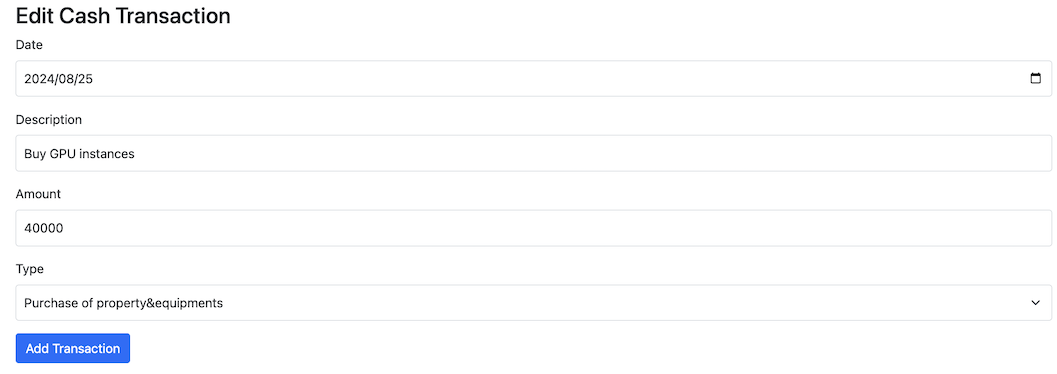 Edit Cash Transaction
Date
2024/08/25
Description
Buy GPU instances
Amount
40000
Type
Purchase of property&equipments
Add Transaction